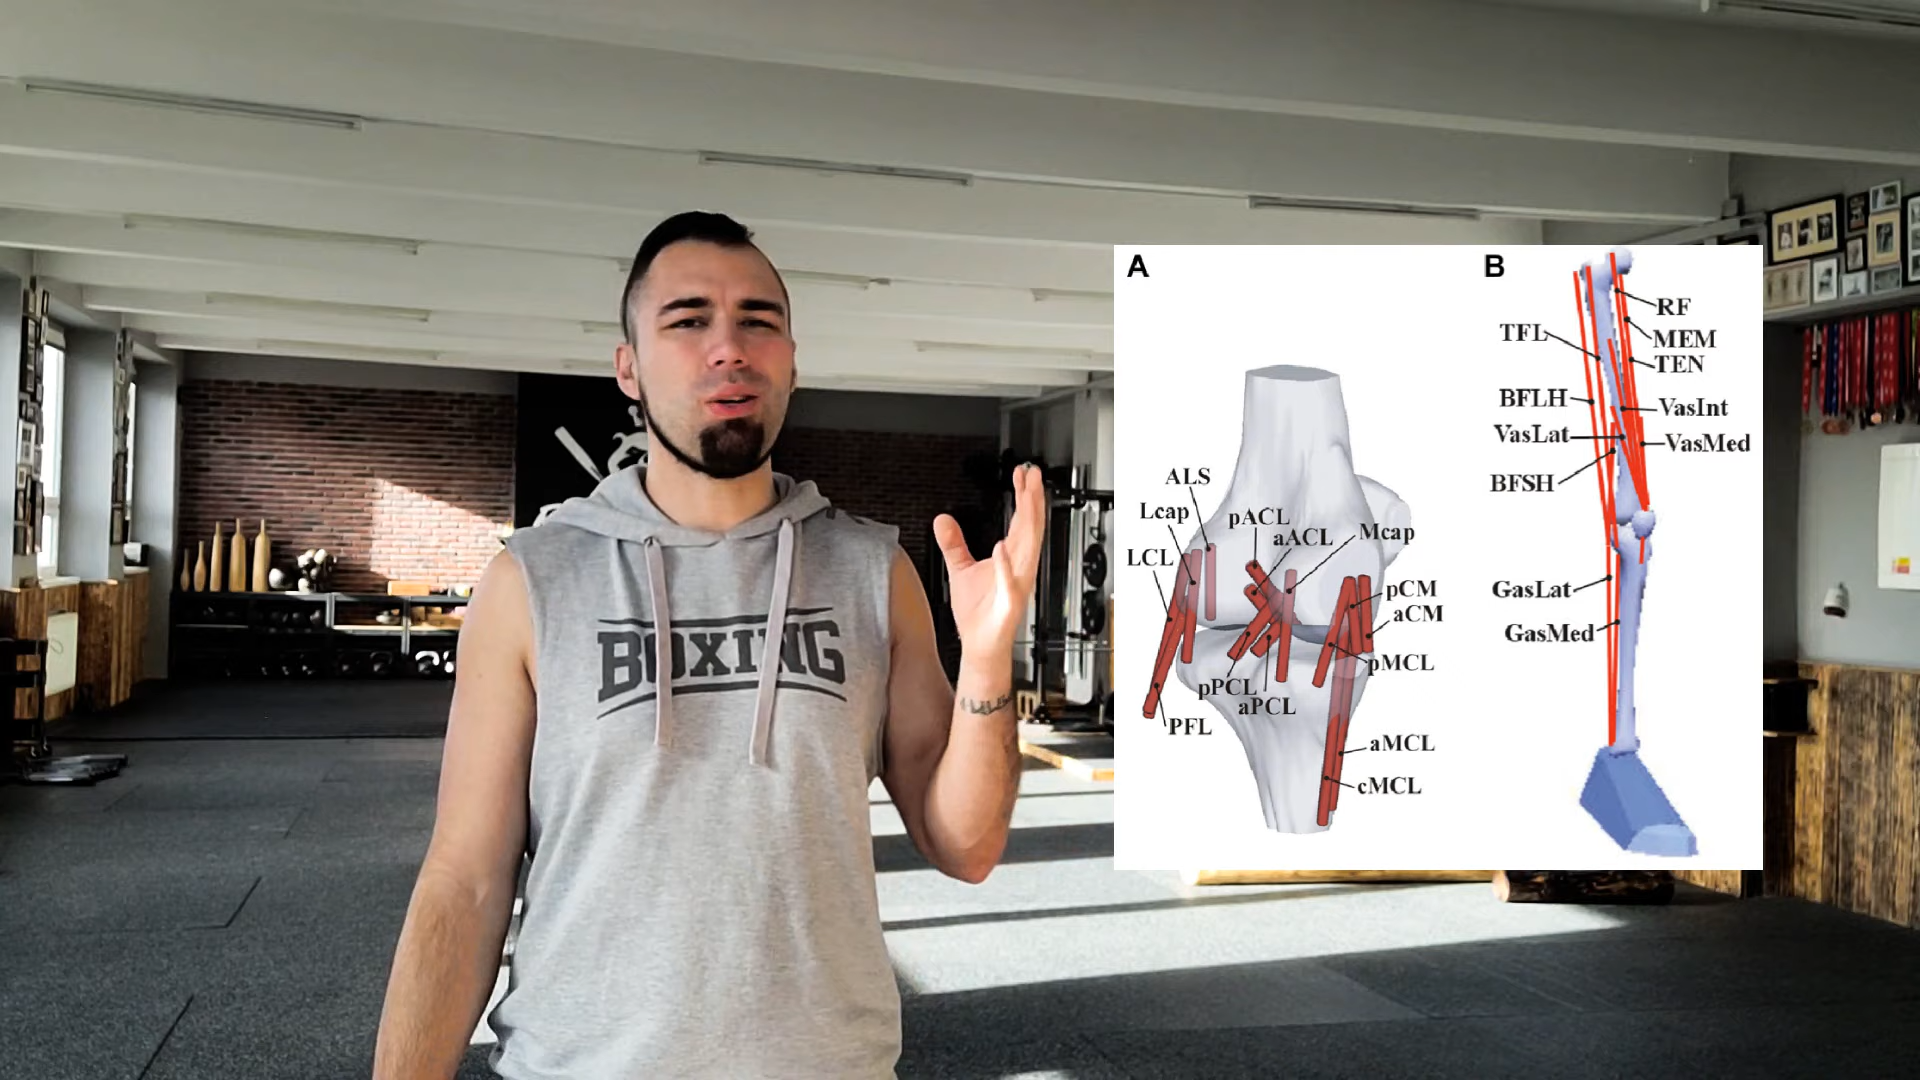 BOXING
A
ALS
Lcap
pACL
aACL
Mcap
LCL
pCM
aCM
pMCL
pPCL
aPCL
PFL
aMCL
cMCL
B
RF
TFL
MEM
TEN
BFLH
VasInt
VasLat
VasMed
BFSH
GasLat
GasMed